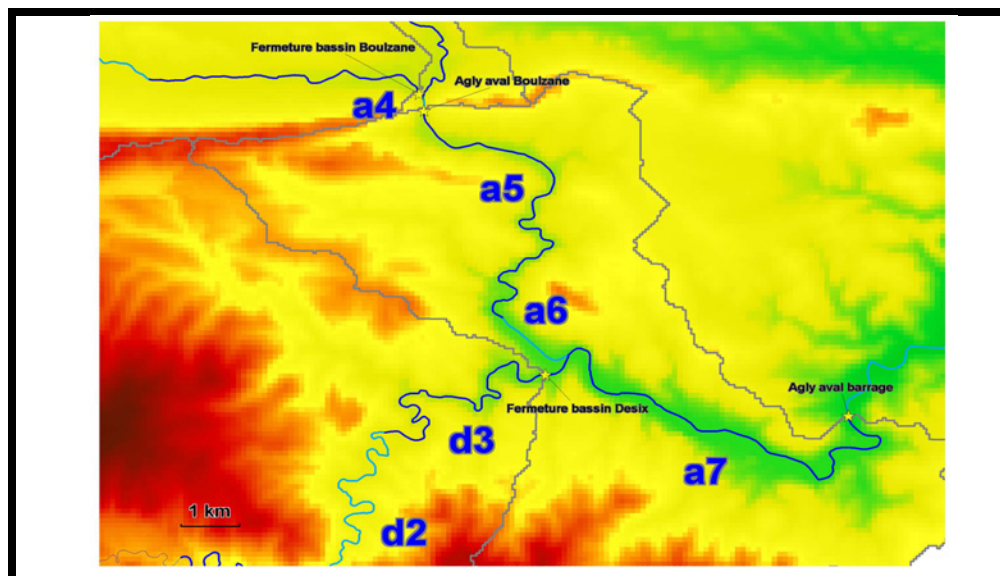 Fermeture bassin Boulzane
Agly aval Boulzane
a4
a5
a6
Agly aval barrage
Fermeture bassin Desix
d3
a7
1 km
d2